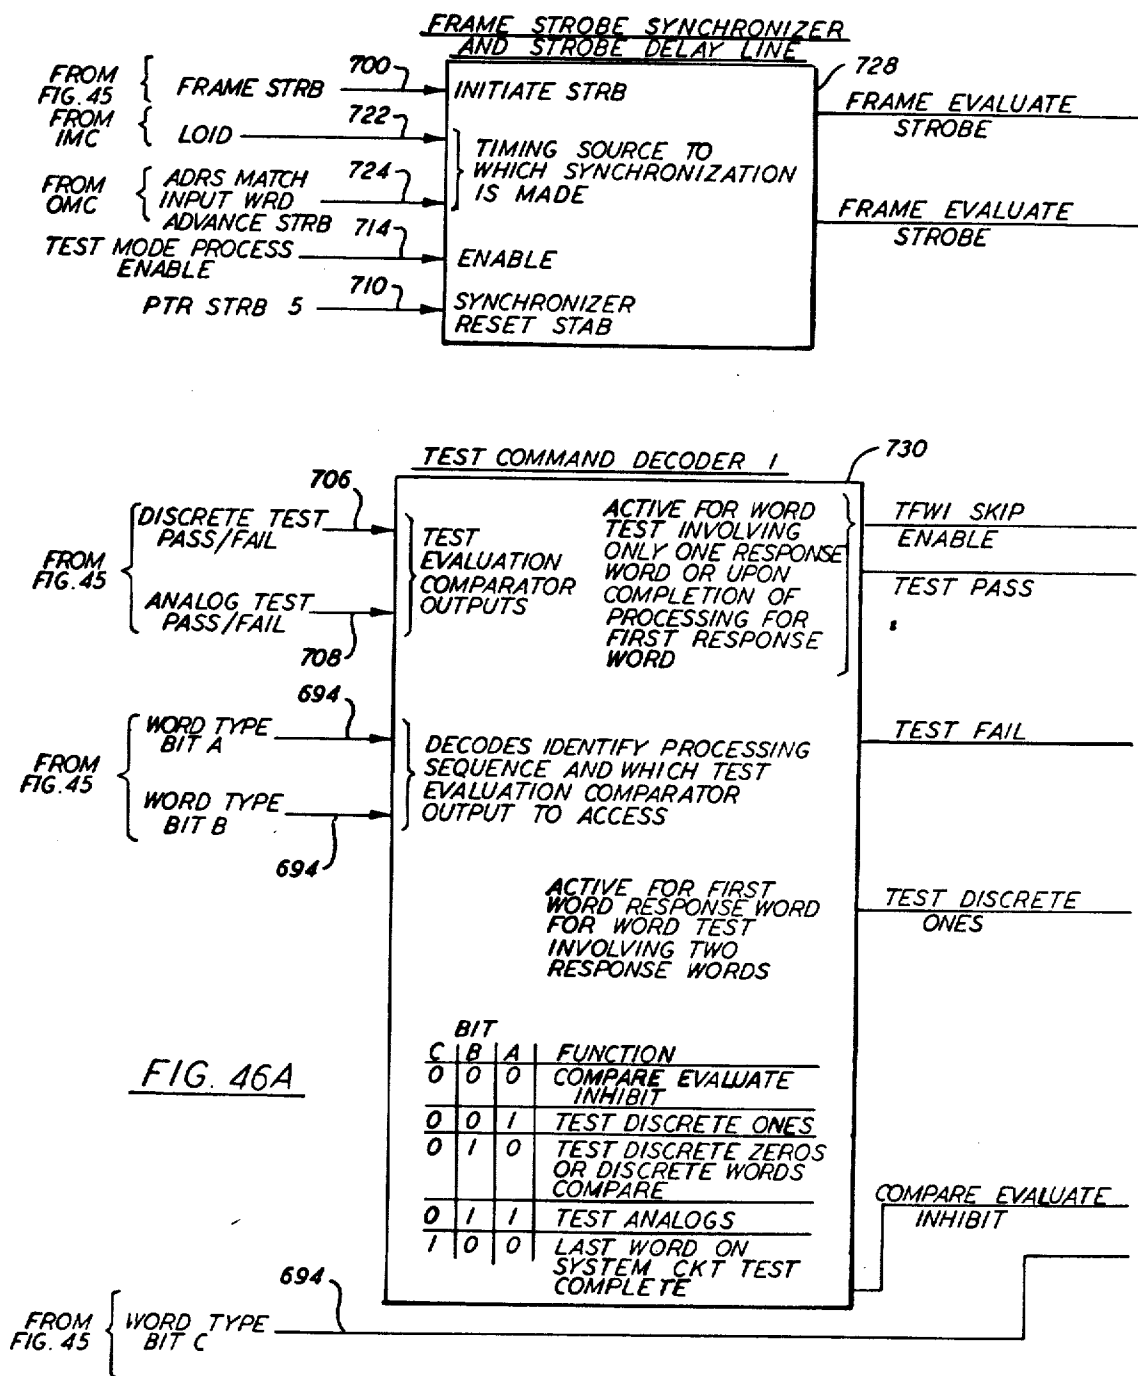 FRAME STROBE SYNCHRONIZER
AND STROBE DELAY LINE
FROM
FIG. 45
FRAME STRB
700
INITIATE STRB
728
FRAME EVALUATE
STROBE
FROM
IMC
LOID
722
TIMING SOURCE TO
WHICH SYNCHRONIZATION
IS MADE
FROM
OMC
ADRS MATCH
INPUT WRD
ADVANCE STRB
724
FRAME EVALUATE
STROBE
TEST MODE PROCESS
ENABLE
714
ENABLE
PTR STRB 5
710
SYNCHRONIZER
RESET STAB
TEST COMMAND DECODER 1
730
FROM
FIG. 45
DISCRETE TEST
PASS/FAIL
706
ANALOG TEST
PASS/FAIL
708
TEST
EVALUATION
COMPARATOR
OUTPUTS
ACTIVE FOR WORD
TEST INVOLVING
ONLY ONE RESPONSE
WORD OR UPON
COMPLETION OF
PROCESSING FOR
FIRST RESPONSE
WORD
TFWI SKIP
ENABLE
TEST PASS
FROM
FIG. 45
WORD TYPE
BIT A
694
WORD TYPE
BIT B
694
DECODES IDENTIFY PROCESSING
SEQUENCE AND WHICH TEST
EVALUATION COMPARATOR
OUTPUT TO ACCESS
TEST FAIL
ACTIVE FOR FIRST
WORD RESPONSE WORD
FOR WORD TEST
INVOLVING TWO
RESPONSE WORDS
TEST DISCRETE
ONES
FIG. 46A
BIT
C B A FUNCTION
0 0 0 COMPARE EVALUATE
INHIBIT
0 0 1 TEST DISCRETE ONES
0 1 0 TEST DISCRETE ZEROS
OR DISCRETE WORDS
COMPARE
0 1 1 TEST ANALOGS
1 0 0 LAST WORD ON
SYSTEM CKT TEST
COMPLETE
COMPARE EVALUATE
INHIBIT
FROM
FIG. 45
WORD TYPE
BIT C
694